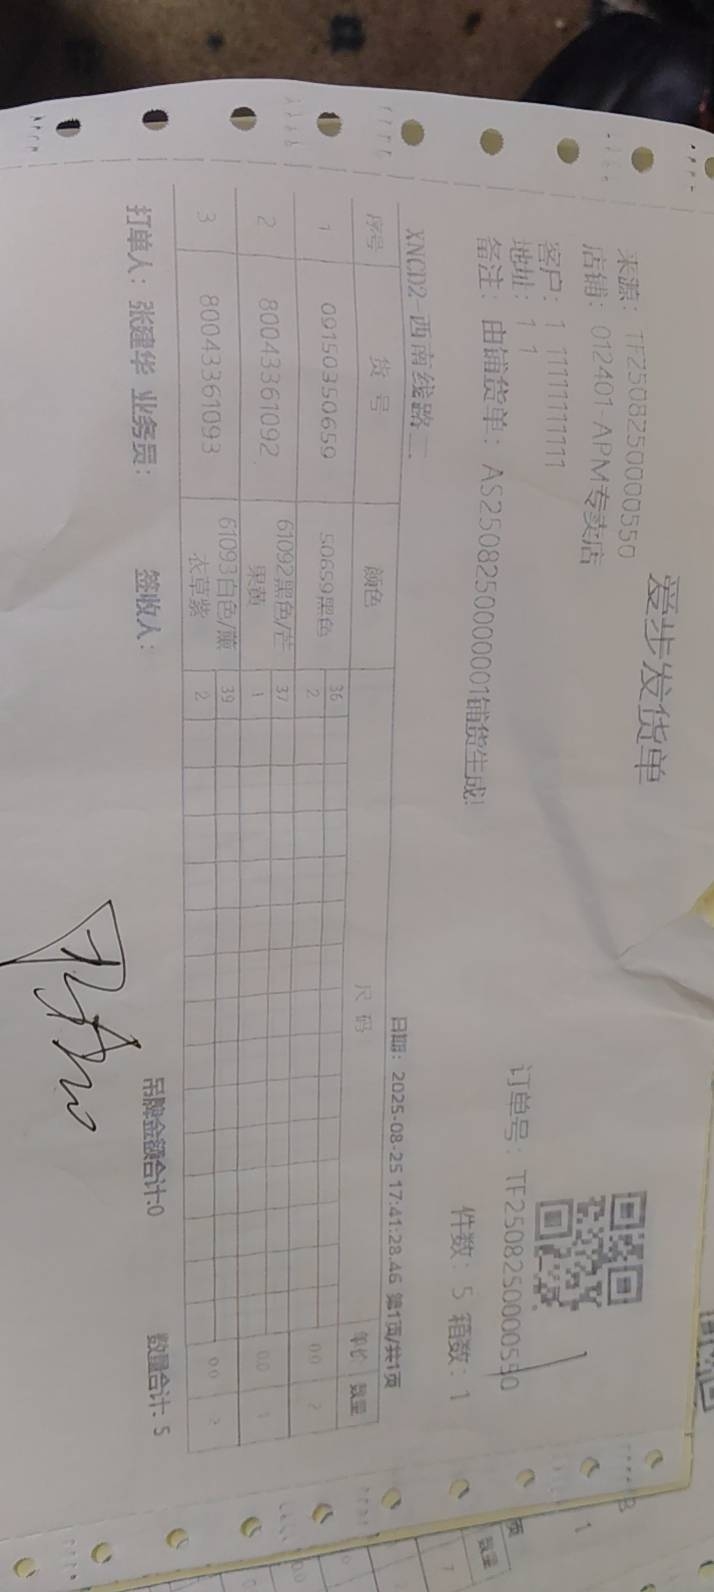 爱步发货单
来源：TF2508250000550
店铺：012401 APM专卖店
客户：1 11111111111
地址：1 1
订单号：TF2508250000550
备注：由铺货单：AS2508250000001铺货生成!
件数：5 箱数：1
XNCD2-西南线路二
日期：2025-08-25 17:41:28.46 第1页/共1页
序号 货号 颜色 尺码 单价 数量
1 09150350659 50659黑色 36 2 0.0 2
2 80043361092 61092黑色/芒果黄 37 1 0.0 1
3 80043361093 61093白色/薰衣草紫 39 2 0.0 2
打单人：张建华 业务员： 签收人： 吊牌金额合计:0 数量合计: 5